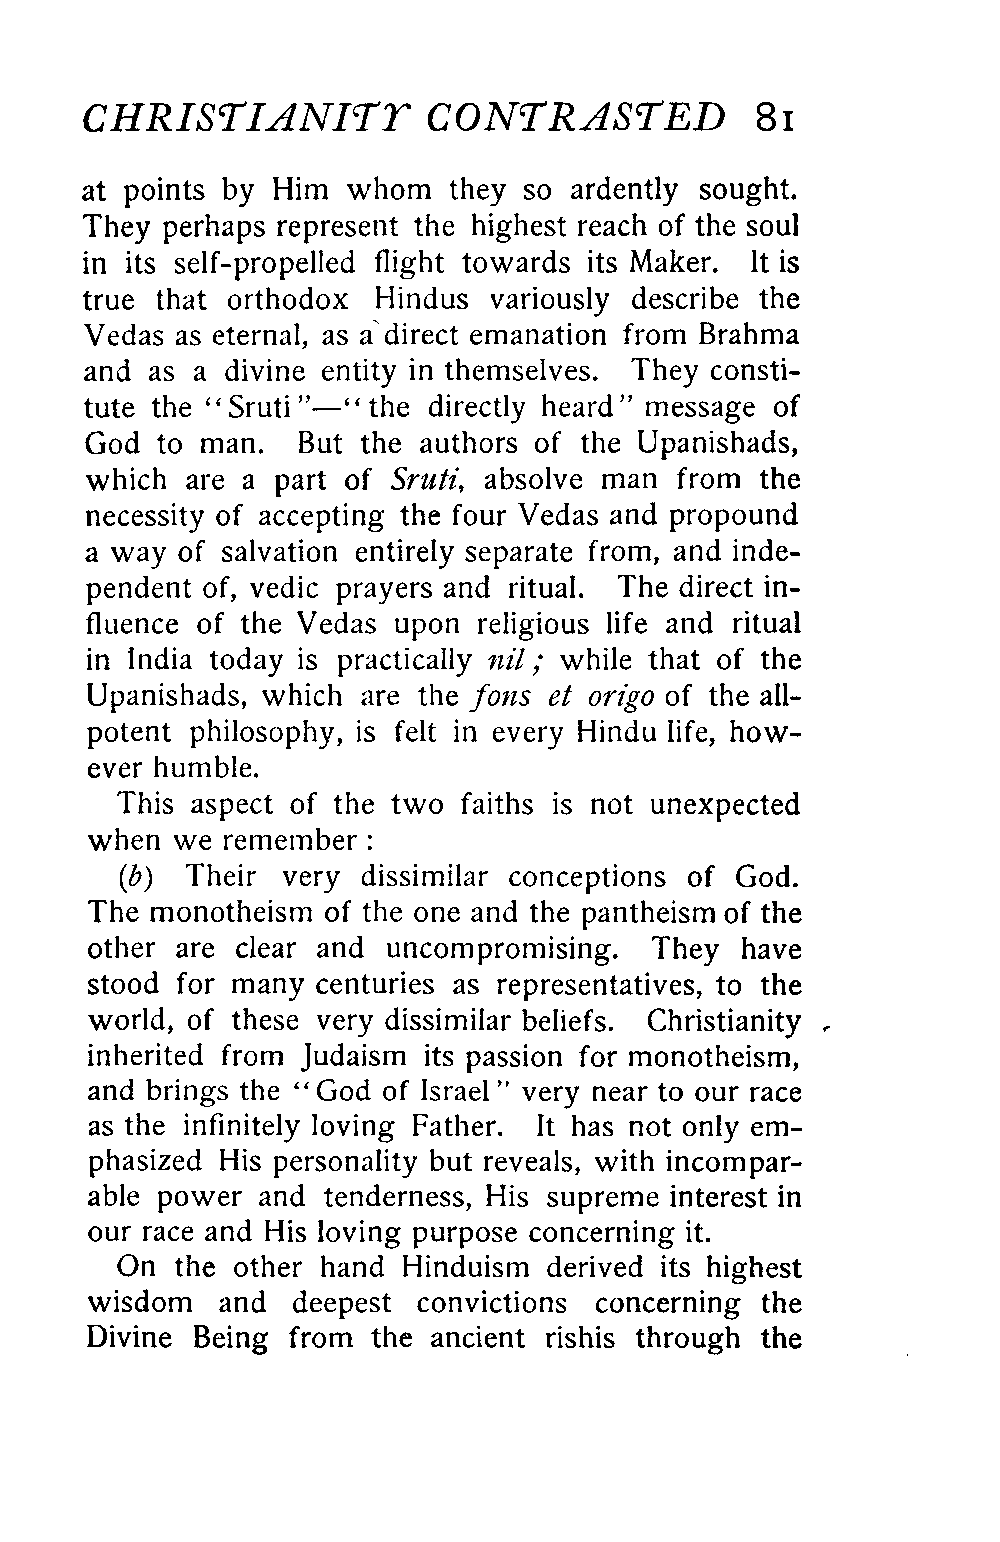 CHRISTIANITY CONTRASTED 81
at points by Him whom they so ardently sought.
They perhaps represent the highest reach of the soul
in its self-propelled flight towards its Maker. It is
true that orthodox Hindus variously describe the
Vedas as eternal, as a direct emanation from Brahma
and as a divine entity in themselves. They consti-
tute the "Sruti"—"the directly heard" message of
God to man. But the authors of the Upanishads,
which are a part of Sruti, absolve man from the
necessity of accepting the four Vedas and propound
a way of salvation entirely separate from, and inde-
pendent of, vedic prayers and ritual. The direct in-
fluence of the Vedas upon religious life and ritual
in India today is practically nil; while that of the
Upanishads, which are the fons et origo of the all-
potent philosophy, is felt in every Hindu life, how-
ever humble.
This aspect of the two faiths is not unexpected
when we remember :
(b) Their very dissimilar conceptions of God.
The monotheism of the one and the pantheism of the
other are clear and uncompromising. They have
stood for many centuries as representatives, to the
world, of these very dissimilar beliefs. Christianity
inherited from Judaism its passion for monotheism,
and brings the "God of Israel" very near to our race
as the infinitely loving Father. It has not only em-
phasized His personality but reveals, with incompar-
able power and tenderness, His supreme interest in
our race and His loving purpose concerning it.
On the other hand Hinduism derived its highest
wisdom and deepest convictions concerning the
Divine Being from the ancient rishis through the